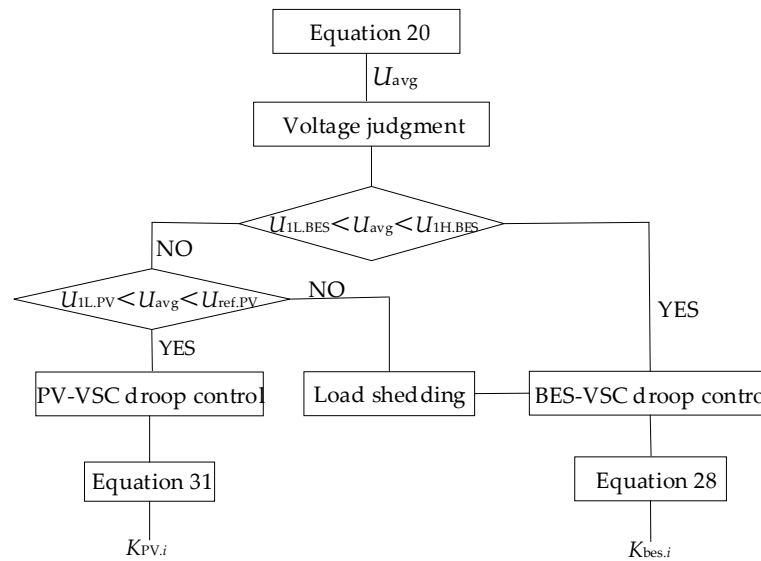 Equation 20
Uavg
Voltage judgment
U1L.BES<Uavg<U1H.BES
NO
U1L.PV<Uavg<Uref.PV
NO
YES
YES
PV-VSC droop control
Load shedding
BES-VSC droop control
Equation 31
Equation 28
KPV.i
Kbes.i